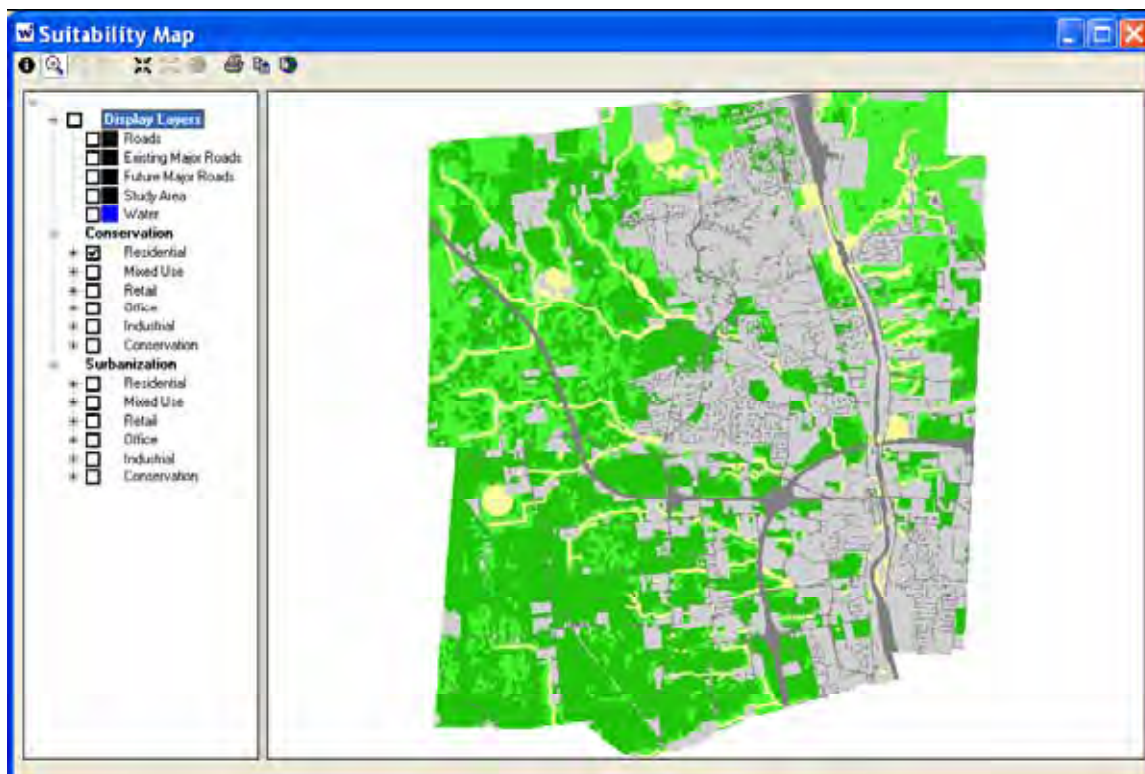 Suitability Map
Display Layers
Roads
Existing Major Roads
Future Major Roads
Study Area
Water
Conservation
Residential
Mixed Use
Retail
Office
Industrial
Conservation
Surbanization
Residential
Mixed Use
Retail
Office
Industrial
Conservation